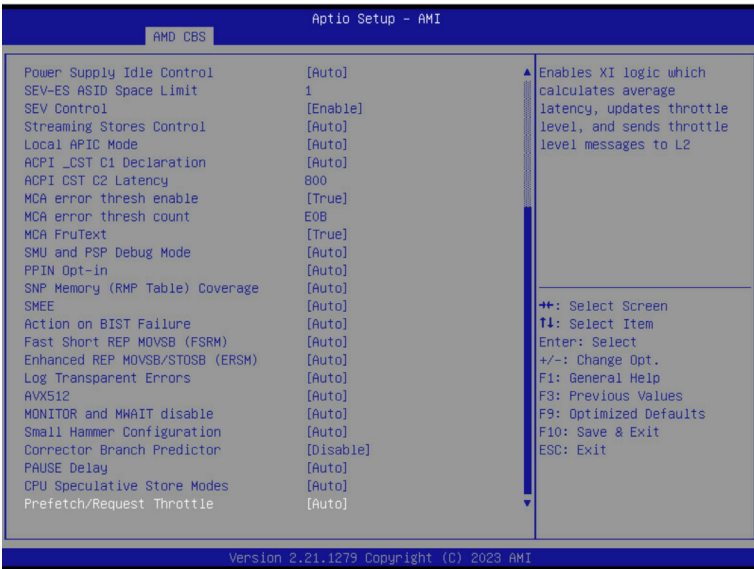 Aptio Setup - AMI
AMD CBS
Power Supply Idle Control [Auto]
SEV-ES ASID Space Limit 1
SEV Control [Enable]
Streaming Stores Control [Auto]
Local APIC Mode [Auto]
ACPI _CST C1 Declaration [Auto]
ACPI CST C2 Latency 800
MCA error thresh enable [True]
MCA error thresh count E0B
MCA FruText [True]
SMU and PSP Debug Mode [Auto]
PPIN Opt-in [Auto]
SNP Memory (RMP Table) Coverage [Auto]
SMEE [Auto]
Action on BIST Failure [Auto]
Fast Short REP MOVSB (FSRM) [Auto]
Enhanced REP MOVSB/STOSB (ERSM) [Auto]
Log Transparent Errors [Auto]
AVX512 [Auto]
MONITOR and MWAIT disable [Auto]
Small Hammer Configuration [Auto]
Corrector Branch Predictor [Disable]
PAUSE Delay [Auto]
CPU Speculative Store Modes [Auto]
Prefetch/Request Throttle [Auto]
Enables XI logic which
calculates average
latency, updates throttle
level, and sends throttle
level messages to L2
→←: Select Screen
↑↓: Select Item
Enter: Select
+/-: Change Opt.
F1: General Help
F3: Previous Values
F9: Optimized Defaults
F10: Save & Exit
ESC: Exit
Version 2.21.1279 Copyright (C) 2023 AMI